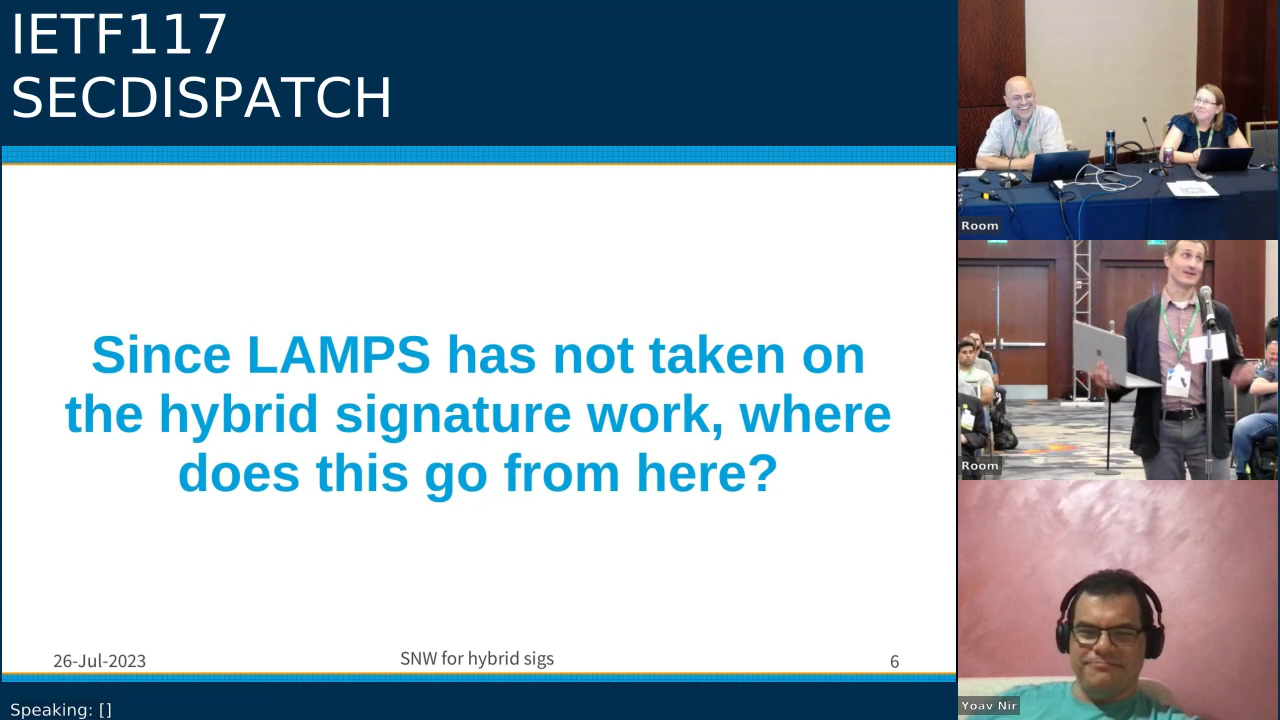 IETF117
SECDISPATCH
Since LAMPS has not taken on
the hybrid signature work, where
does this go from here?
26-Jul-2023
SNW for hybrid sigs
6
Speaking: []
Room
Room
Yoav Nir